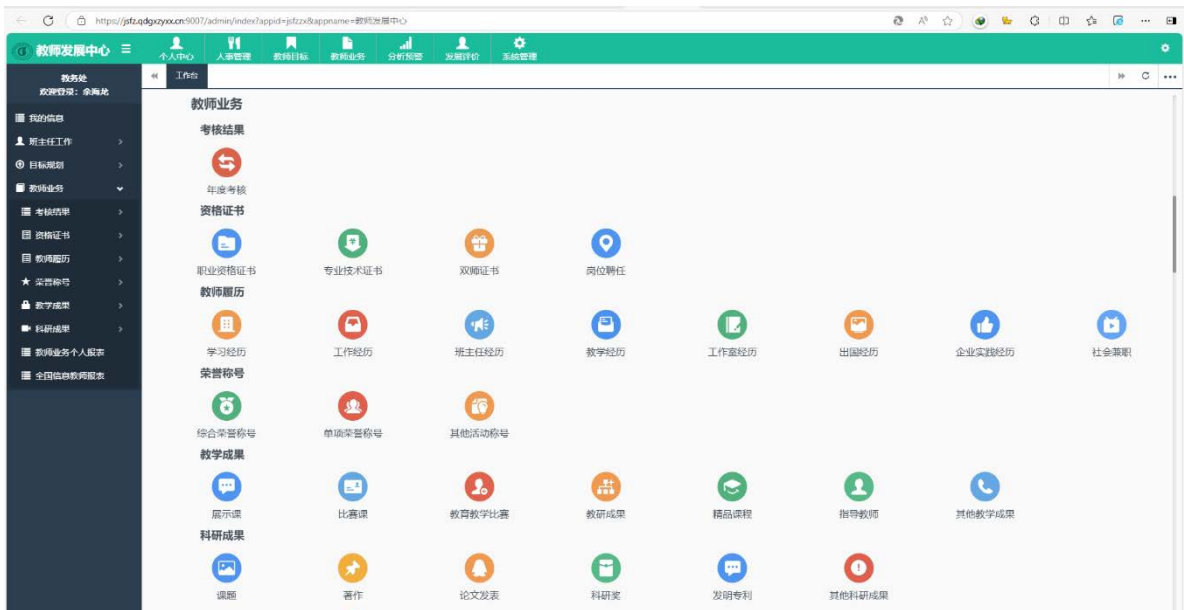 https://jsfz.qdgxzyxx.cn:9007/admin/index?appid=jsfzzx&appname=教师发展中心
教师发展中心
个人中心 人事管理 教师目标 教师业务 分析预警 发展评价 系统管理
教务处
欢迎登录：余海龙
工作台
我的信息
班主任工作
目标规划
教师业务
考核结果
资格证书
教师履历
荣誉称号
教学成果
科研成果
教师业务个人报表
全国信息教师报表
教师业务
考核结果
年度考核
资格证书
职业资格证书 专业技术证书 双师证书 岗位聘任
教师履历
学习经历 工作经历 班主任经历 教学经历 工作室经历 出国经历 企业实践经历 社会兼职
荣誉称号
综合荣誉称号 单项荣誉称号 其他活动称号
教学成果
展示课 比赛课 教育教学比赛 教研成果 精品课程 指导教师 其他教学成果
科研成果
课题 著作 论文发表 科研奖 发明专利 其他科研成果